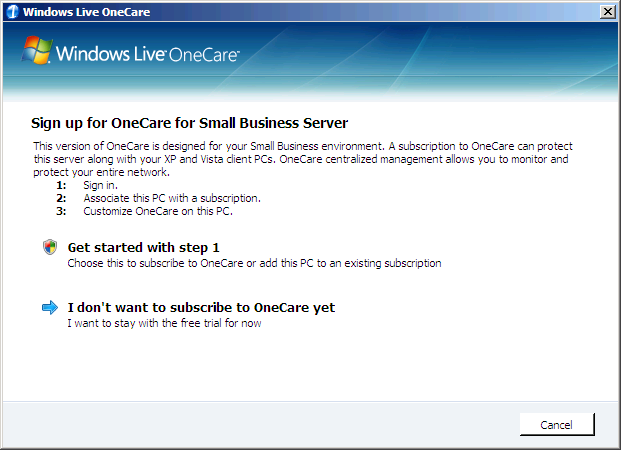 Windows Live OneCare
Windows Live OneCare
Sign up for OneCare for Small Business Server
This version of OneCare is designed for your Small Business environment. A subscription to OneCare can protect
this server along with your XP and Vista client PCs. OneCare centralized management allows you to monitor and
protect your entire network.
1: Sign in.
2: Associate this PC with a subscription.
3: Customize OneCare on this PC.
Get started with step 1
Choose this to subscribe to OneCare or add this PC to an existing subscription
I don't want to subscribe to OneCare yet
I want to stay with the free trial for now
Cancel